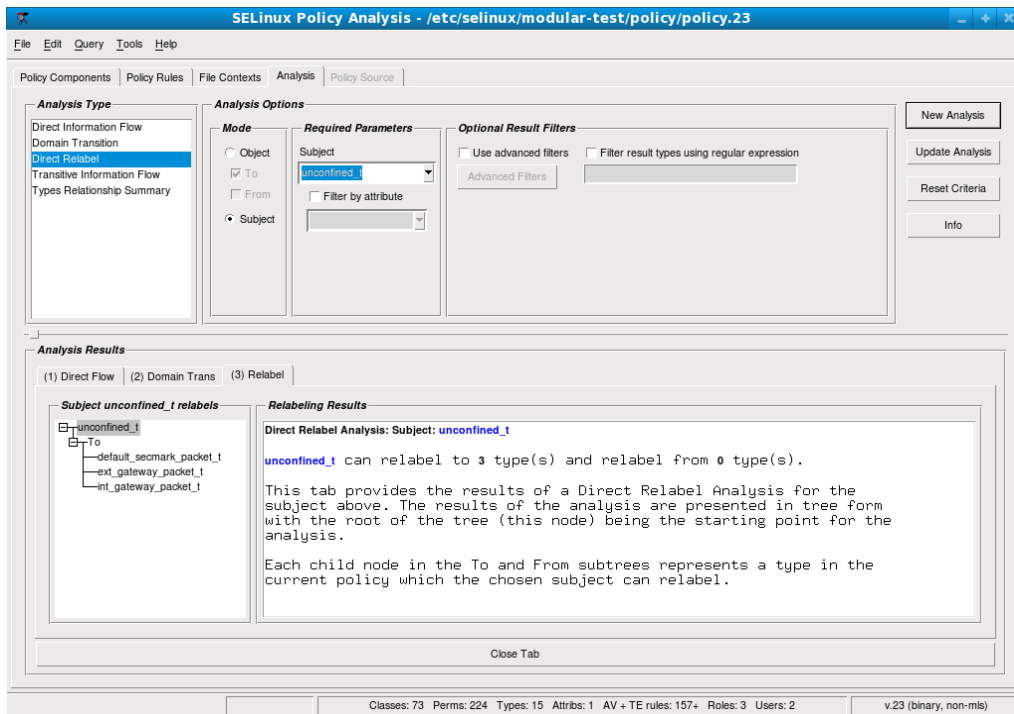 SELinux Policy Analysis - /etc/selinux/modular-test/policy/policy.23
File Edit Query Tools Help
Policy Components Policy Rules File Contexts Analysis Policy Source
Analysis Type
Direct Information Flow
Domain Transition
Direct Relabel
Transitive Information Flow
Types Relationship Summary
Analysis Options
Mode
Object
To
From
Subject
Required Parameters
Subject
unconfined_t
Filter by attribute
Optional Result Filters
Use advanced filters Filter result types using regular expression
Advanced Filters
New Analysis
Update Analysis
Reset Criteria
Info
Analysis Results
(1) Direct Flow (2) Domain Trans (3) Relabel
Subject unconfined_t relabels
unconfined_t
To
default_secmark_packet_t
ext_gateway_packet_t
int_gateway_packet_t
Relabeling Results
Direct Relabel Analysis: Subject: unconfined_t
unconfined_t can relabel to 3 type(s) and relabel from 0 type(s).
This tab provides the results of a Direct Relabel Analysis for the
subject above. The results of the analysis are presented in tree form
with the root of the tree (this node) being the starting point for the
analysis.
Each child node in the To and From subtrees represents a type in the
current policy which the chosen subject can relabel.
Close Tab
Classes: 73 Perms: 224 Types: 15 Attribs: 1 AV + TE rules: 157+ Roles: 3 Users: 2
v.23 (binary, non-mls)